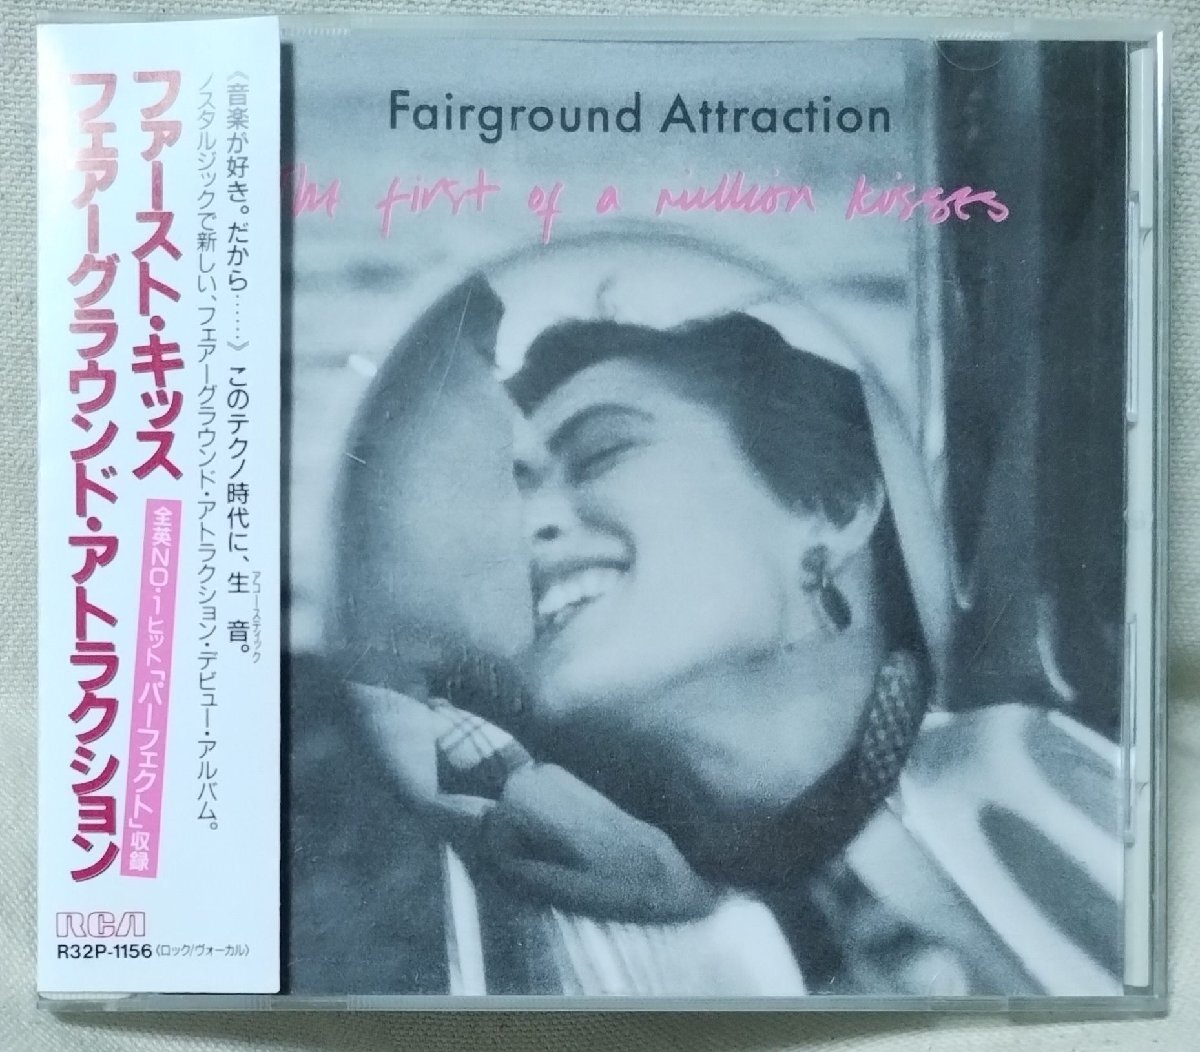 Fairground Attraction
The first of a million kisses
《音楽が好き。だから……》このテクノ時代に、生音。
アコースティック
ノスタルジックで新しい、フェアーグラウンド・アトラクション・デビュー・アルバム。
ファースト・キッス
フェアーグラウンド・アトラクション
全英NO.1ヒット「パーフェクト」収録
RCA
R32P-1156〈ロック/ヴォーカル〉